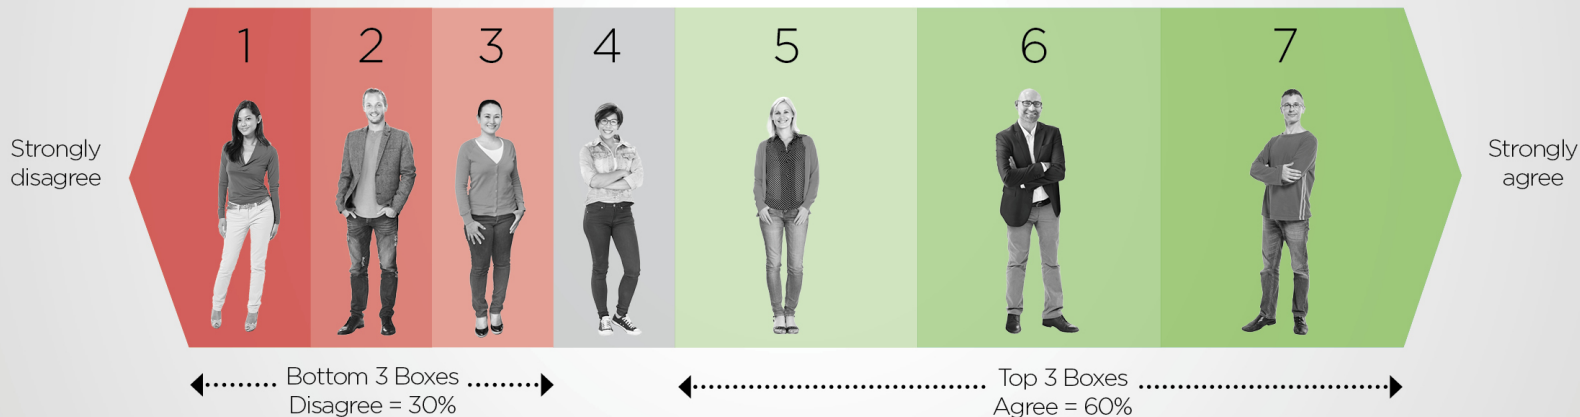 1 2 3 4 5 6 7
Strongly
disagree
Strongly
agree
Bottom 3 Boxes
Disagree = 30%
Top 3 Boxes
Agree = 60%